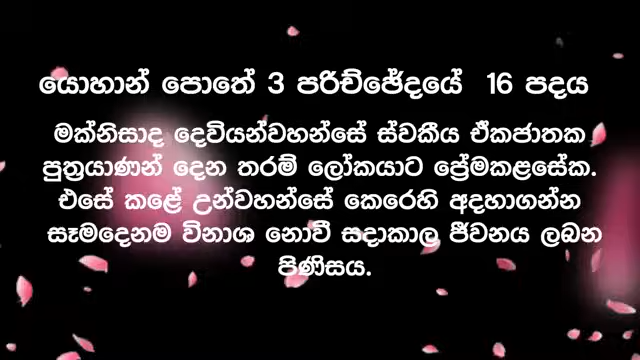 යොහාන් පොතේ 3 පරිච්ඡේදයේ 16 පදය
මක්නිසාද දෙවියන්වහන්සේ ස්වකීය ඒකජාතක
පුත්‍රයාණන් දෙන තරම් ලෝකයාට ප්‍රේමකළසේක.
එසේ කළේ උන්වහන්සේ කෙරෙහි අදහාගන්න
සෑමදෙනම විනාශ නොවී සදාකාල ජීවනය ලබන
පිණිසය.